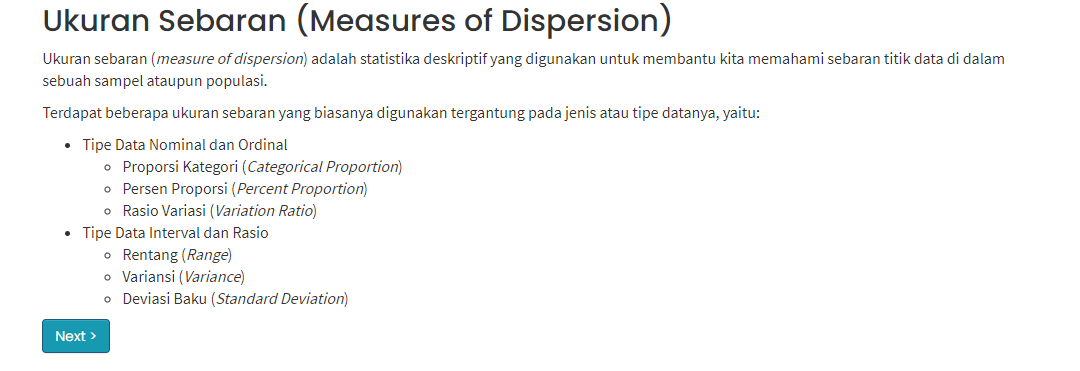 Ukuran Sebaran (Measures of Dispersion)
Ukuran sebaran (measure of dispersion) adalah statistika deskriptif yang digunakan untuk membantu kita memahami sebaran titik data di dalam
sebuah sampel ataupun populasi.
Terdapat beberapa ukuran sebaran yang biasanya digunakan tergantung pada jenis atau tipe datanya, yaitu:
• Tipe Data Nominal dan Ordinal
◦ Proporsi Kategori (Categorical Proportion)
◦ Persen Proporsi (Percent Proportion)
◦ Rasio Variasi (Variation Ratio)
• Tipe Data Interval dan Rasio
◦ Rentang (Range)
◦ Variansi (Variance)
◦ Deviasi Baku (Standard Deviation)
Next >